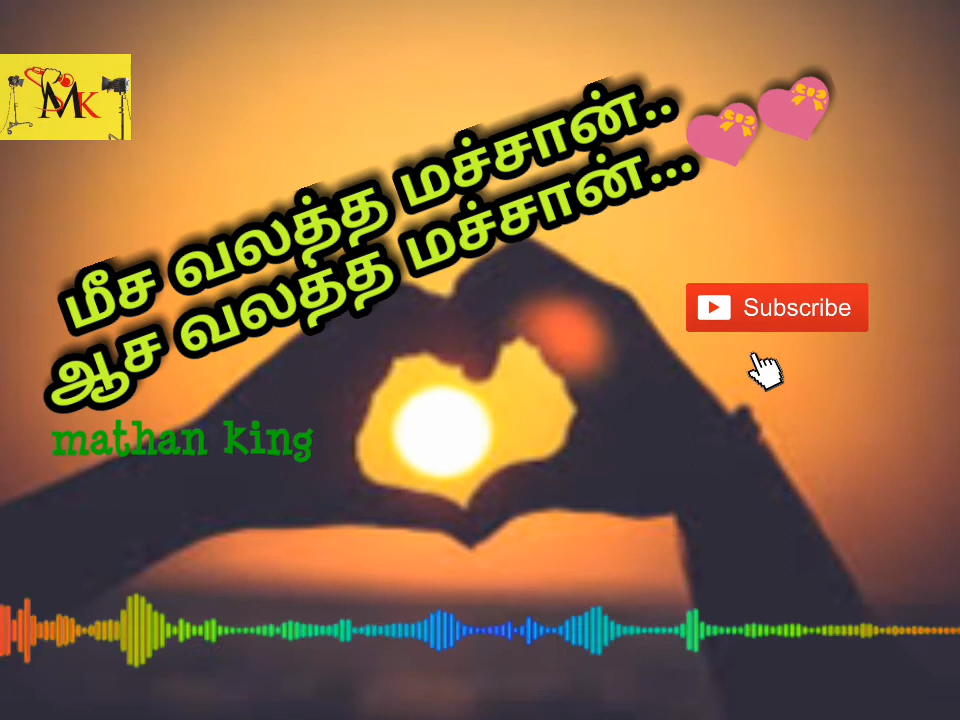 MK
மீச வலத்த மச்சான்..
ஆச வலத்த மச்சான்...
Subscribe
mathan king